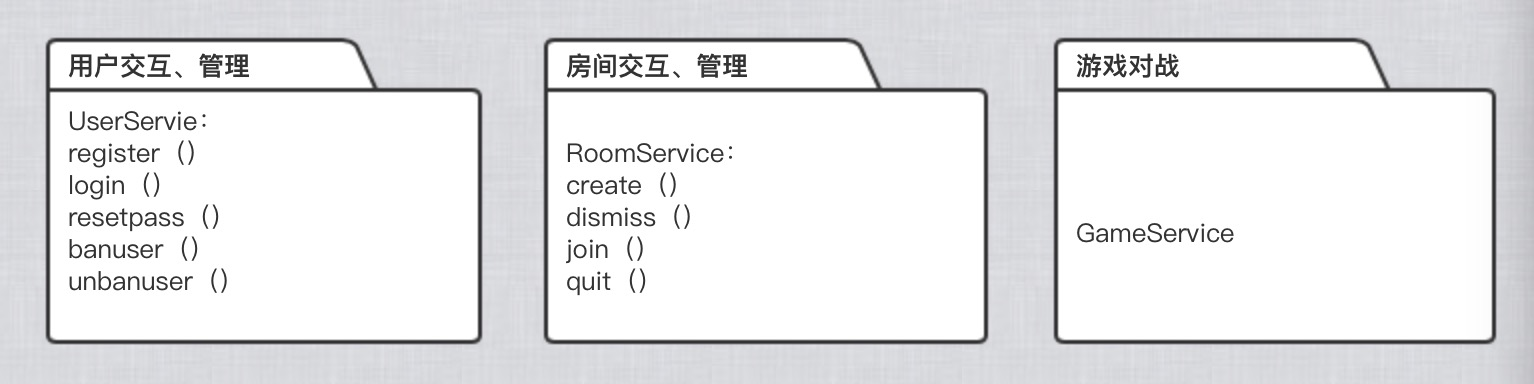 用户交互、管理
UserServie：
register（）
login（）
resetpass（）
banuser（）
unbanuser（）
房间交互、管理
RoomService：
create（）
dismiss（）
join（）
quit（）
游戏对战
GameService